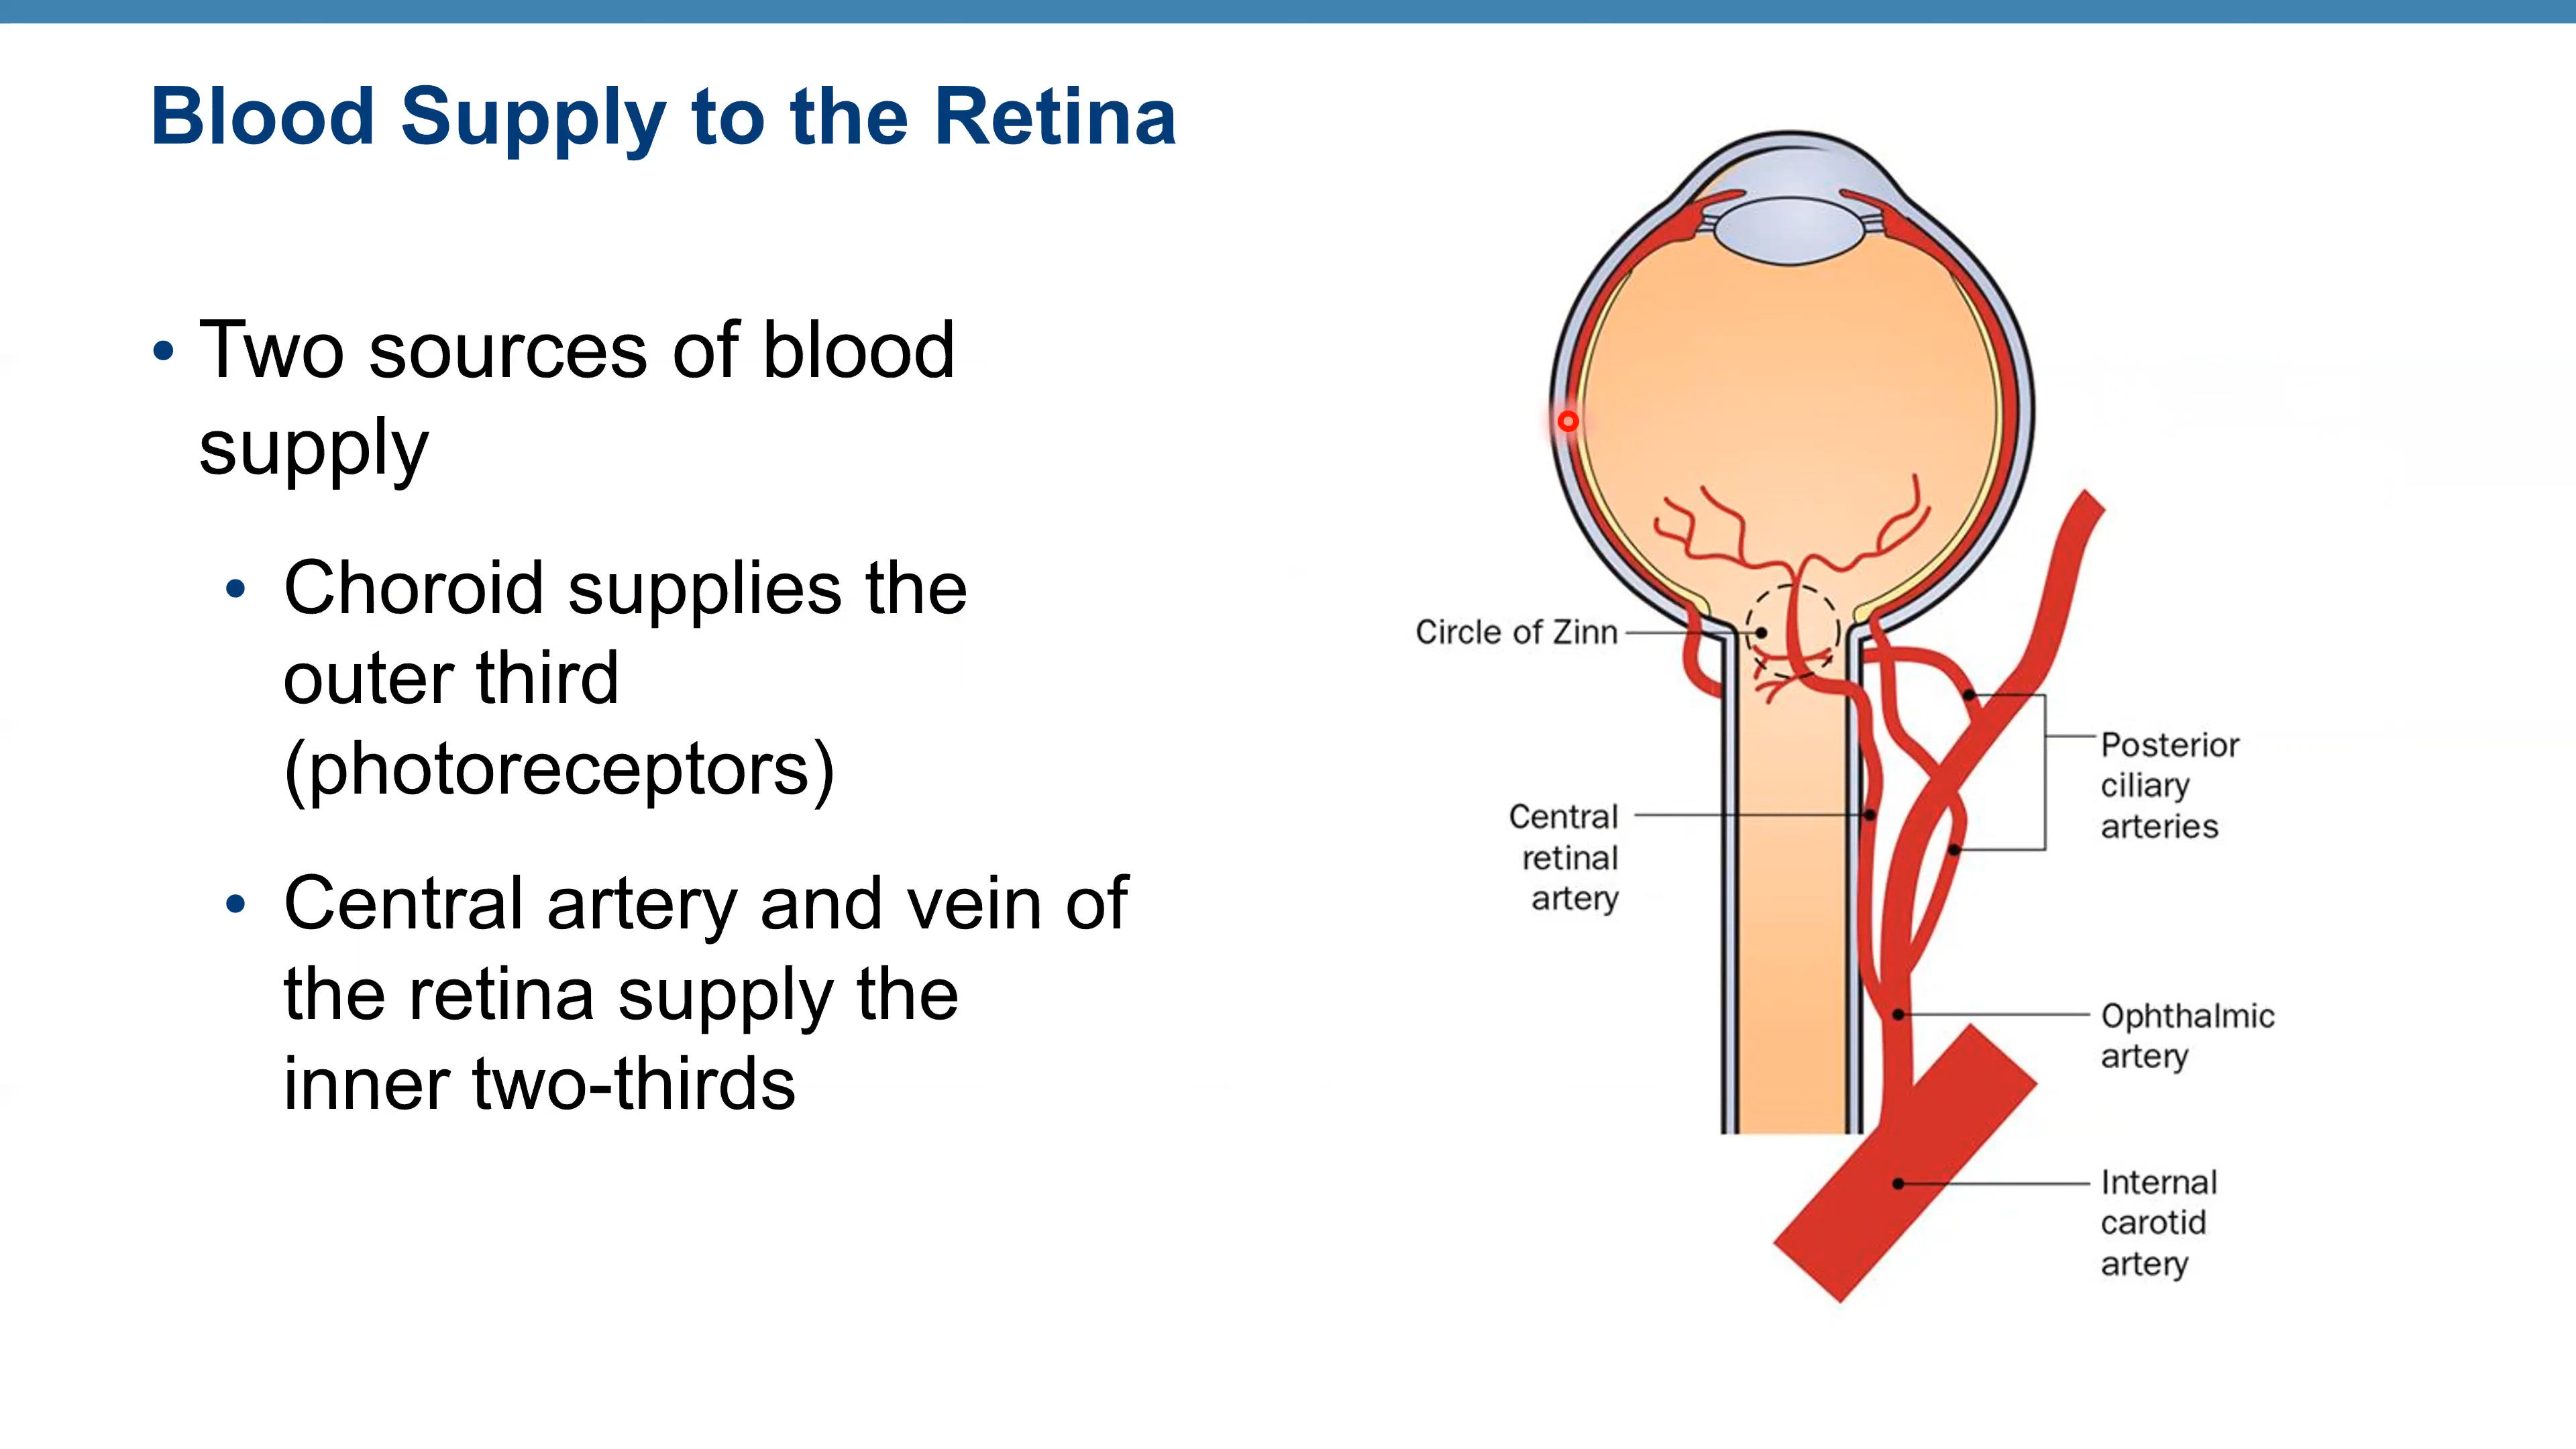 Blood Supply to the Retina
• Two sources of blood
supply
• Choroid supplies the
outer third
(photoreceptors)
• Central artery and vein of
the retina supply the
inner two-thirds
Circle of Zinn
Central
retinal
artery
Posterior
ciliary
arteries
Ophthalmic
artery
Internal
carotid
artery